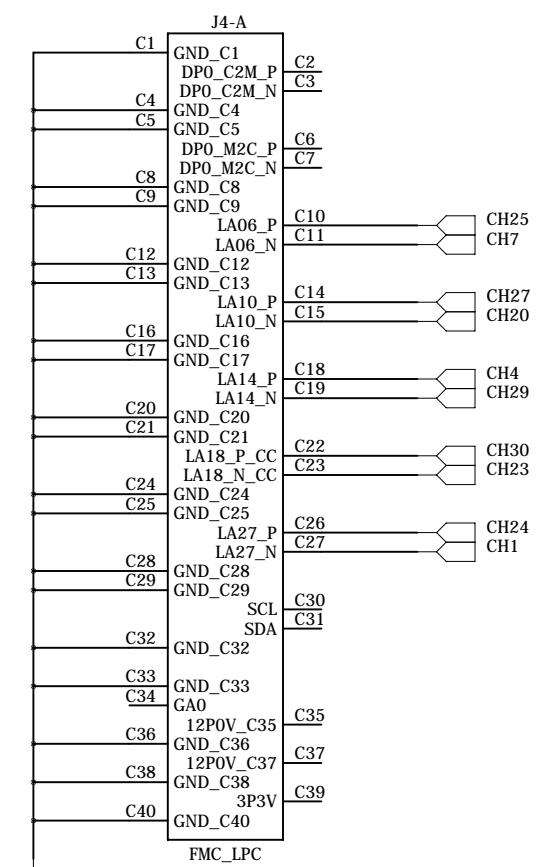 J4-A
C1 GND_C1
DP0_C2M_P C2
DP0_C2M_N C3
C4 GND_C4
C5 GND_C5
DP0_M2C_P C6
DP0_M2C_N C7
C8 GND_C8
C9 GND_C9
LA06_P C10 CH25
LA06_N C11 CH7
C12 GND_C12
C13 GND_C13
LA10_P C14 CH27
LA10_N C15 CH20
C16 GND_C16
C17 GND_C17
LA14_P C18 CH4
LA14_N C19 CH29
C20 GND_C20
C21 GND_C21
LA18_P_CC C22 CH30
LA18_N_CC C23 CH23
C24 GND_C24
C25 GND_C25
LA27_P C26 CH24
LA27_N C27 CH1
C28 GND_C28
C29 GND_C29
SCL C30
SDA C31
C32 GND_C32
C33 GND_C33
C34 GA0
12P0V_C35 C35
C36 GND_C36
12P0V_C37 C37
C38 GND_C38
3P3V C39
C40 GND_C40
FMC_LPC